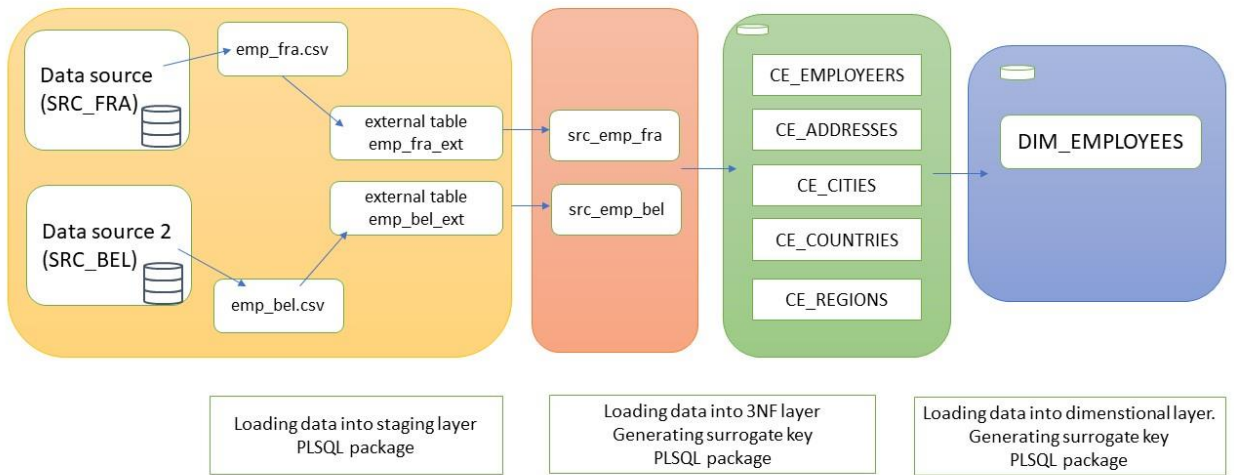 Data source
(SRC_FRA)
emp_fra.csv
external table
emp_fra_ext
Data source 2
(SRC_BEL)
emp_bel.csv
external table
emp_bel_ext
src_emp_fra
src_emp_bel
CE_EMPLOYEERS
CE_ADDRESSES
CE_CITIES
CE_COUNTRIES
CE_REGIONS
DIM_EMPLOYEES
Loading data into staging layer
PLSQL package
Loading data into 3NF layer
Generating surrogate key
PLSQL package
Loading data into dimenstional layer.
Generating surrogate key
PLSQL package